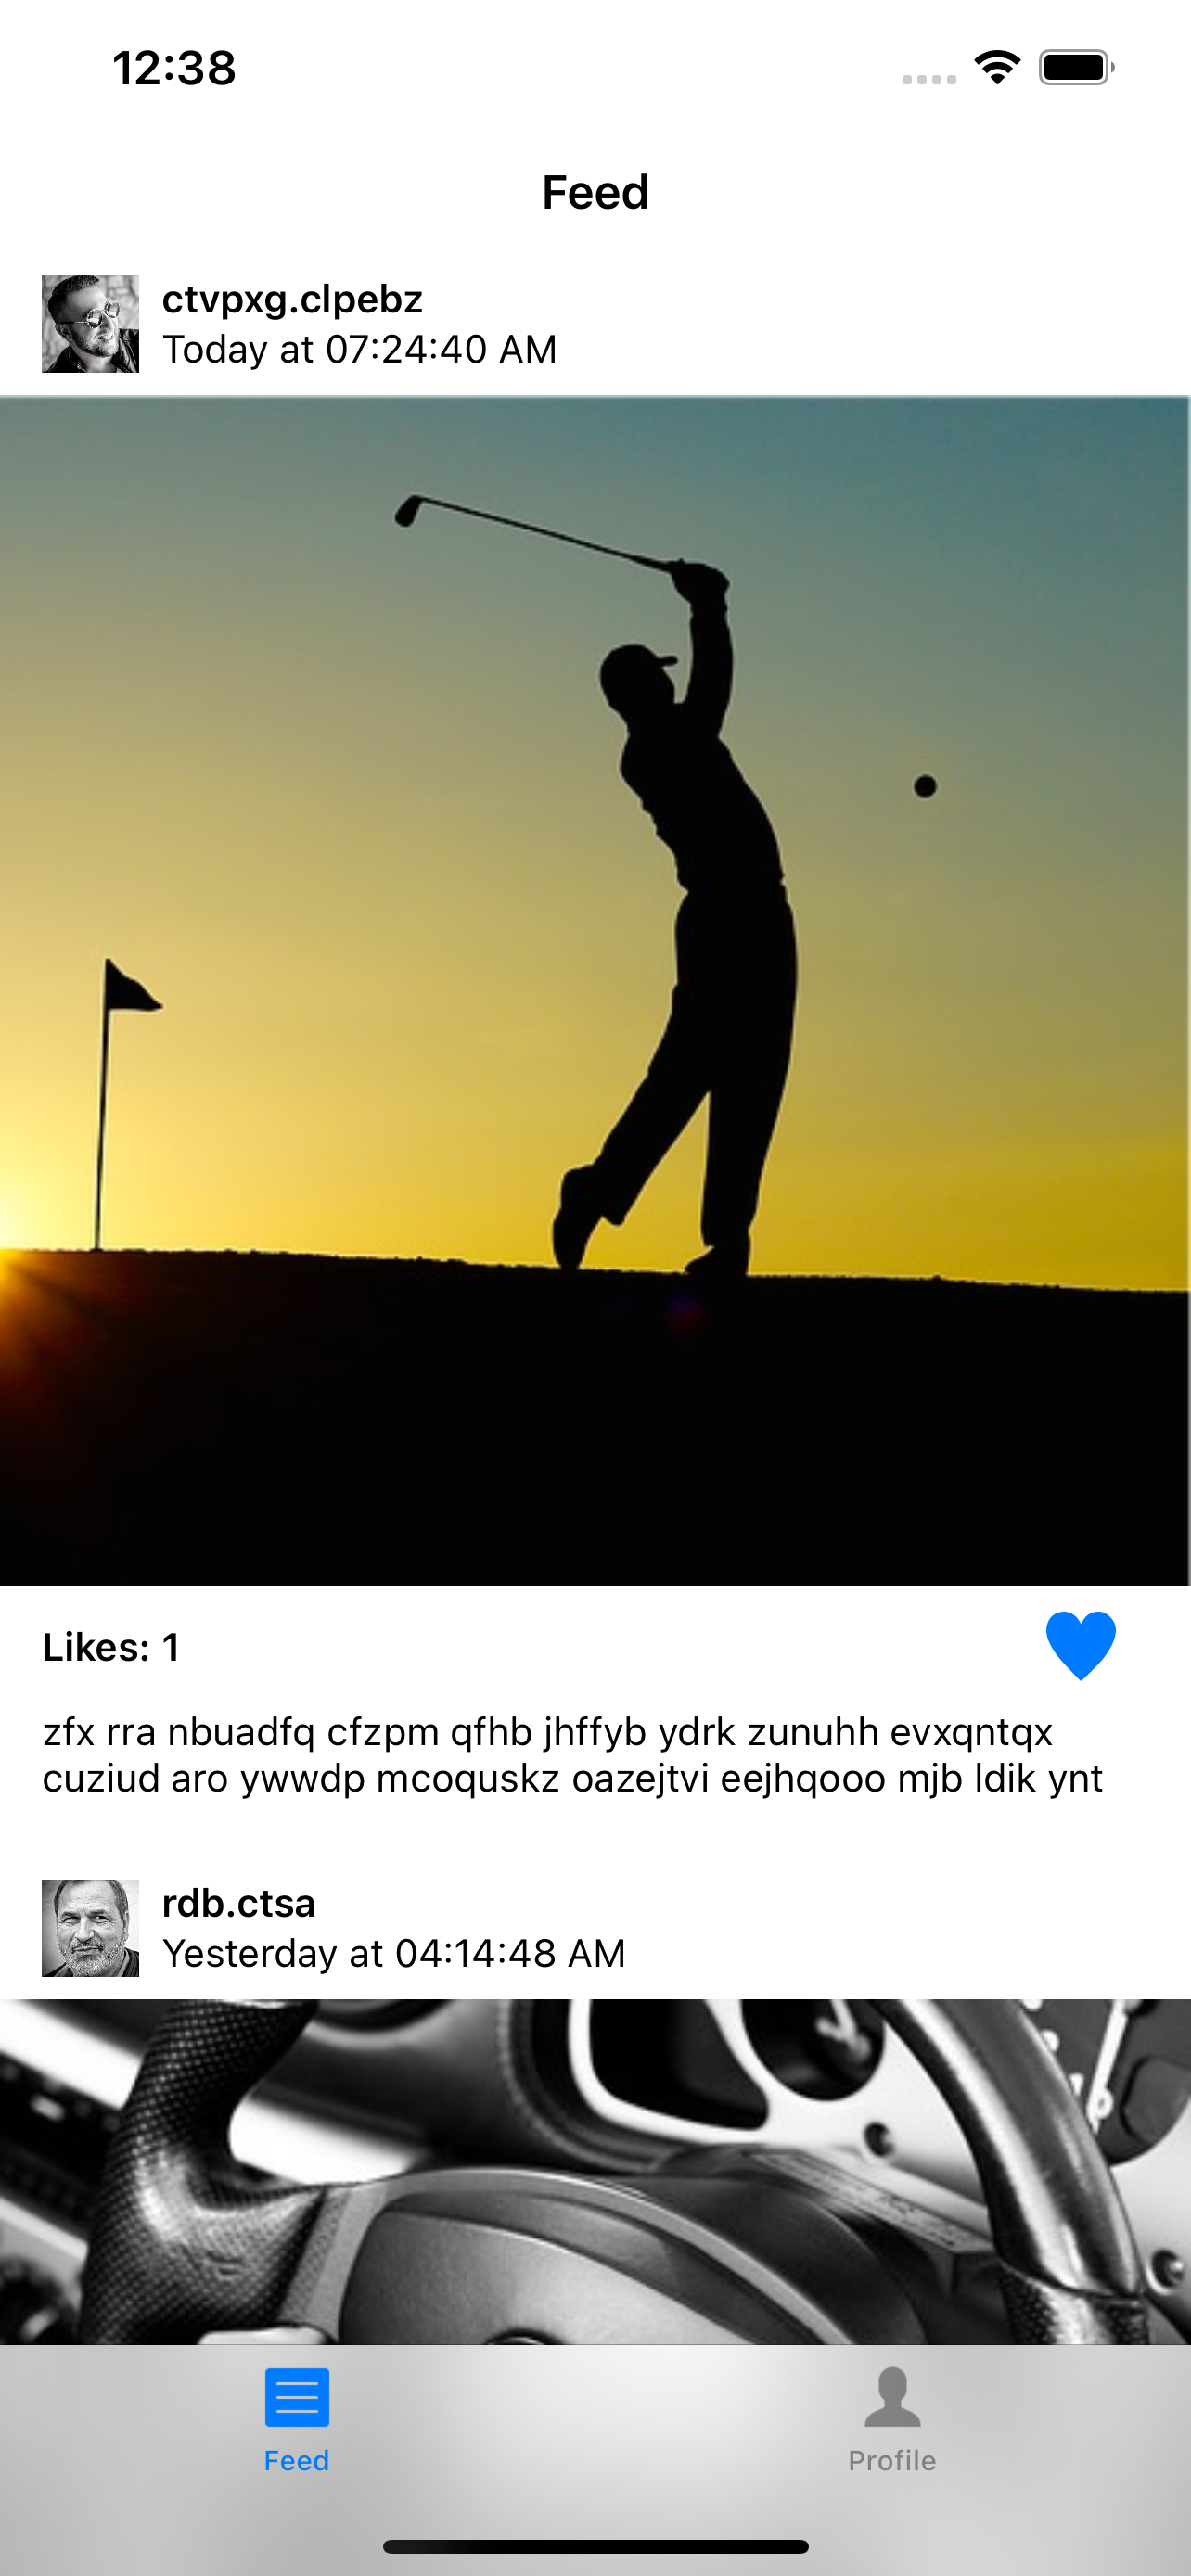 12:38
Feed
ctvpxg.clpebz
Today at 07:24:40 AM
Likes: 1
zfx rra nbuadfq cfzpm qfhb jhffyb ydrk zunuhh evxqntqx
cuziud aro ywwdp mcoquskz oazejtvi eejhqooo mjb ldik ynt
rdb.ctsa
Yesterday at 04:14:48 AM
Feed
Profile